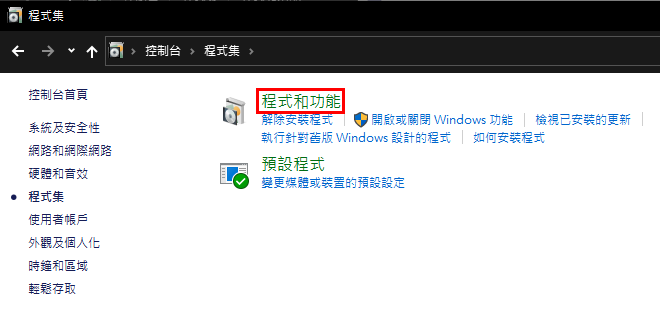 程式集
控制台 程式集
控制台首頁
系統及安全性
網路和網際網路
硬體和音效
程式集
使用者帳戶
外觀及個人化
時鐘和區域
輕鬆存取
程式和功能
解除安裝程式 開啟或關閉 Windows 功能 檢視已安裝的更新
執行針對舊版 Windows 設計的程式 如何安裝程式
預設程式
變更媒體或裝置的預設設定